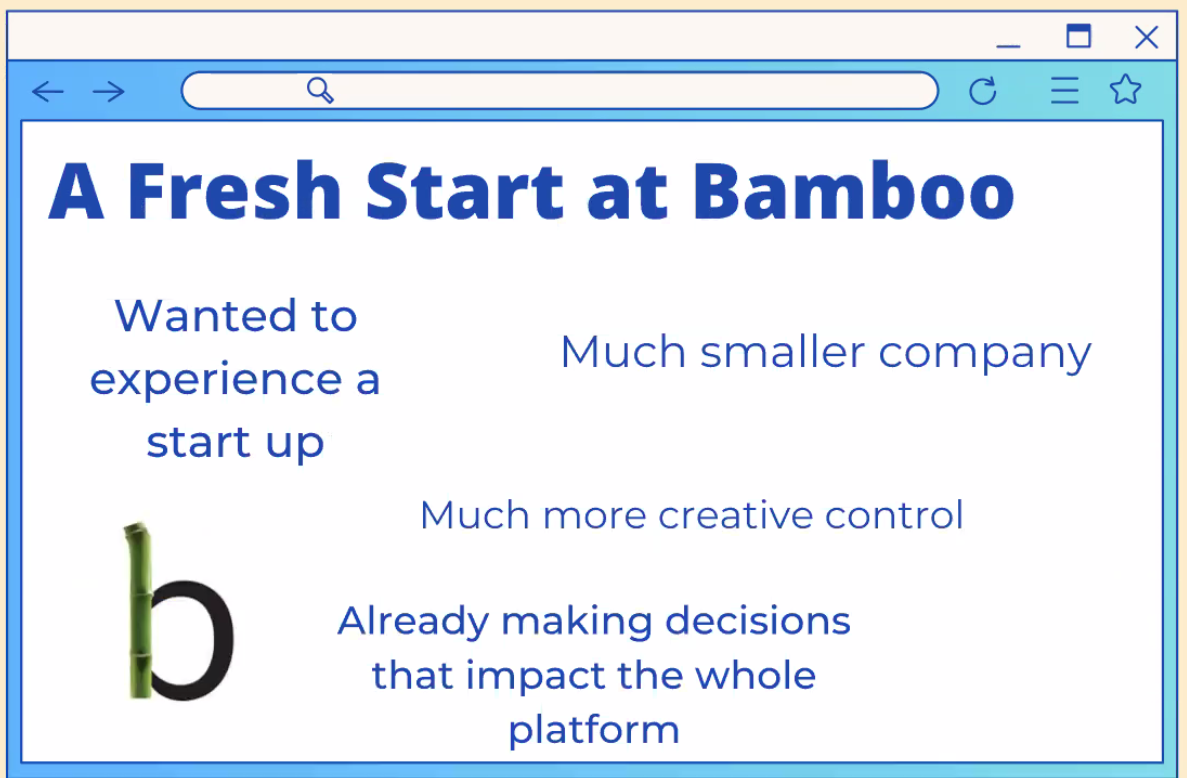 A Fresh Start at Bamboo
Wanted to
experience a
start up
Much smaller company
Much more creative control
b
Already making decisions
that impact the whole
platform